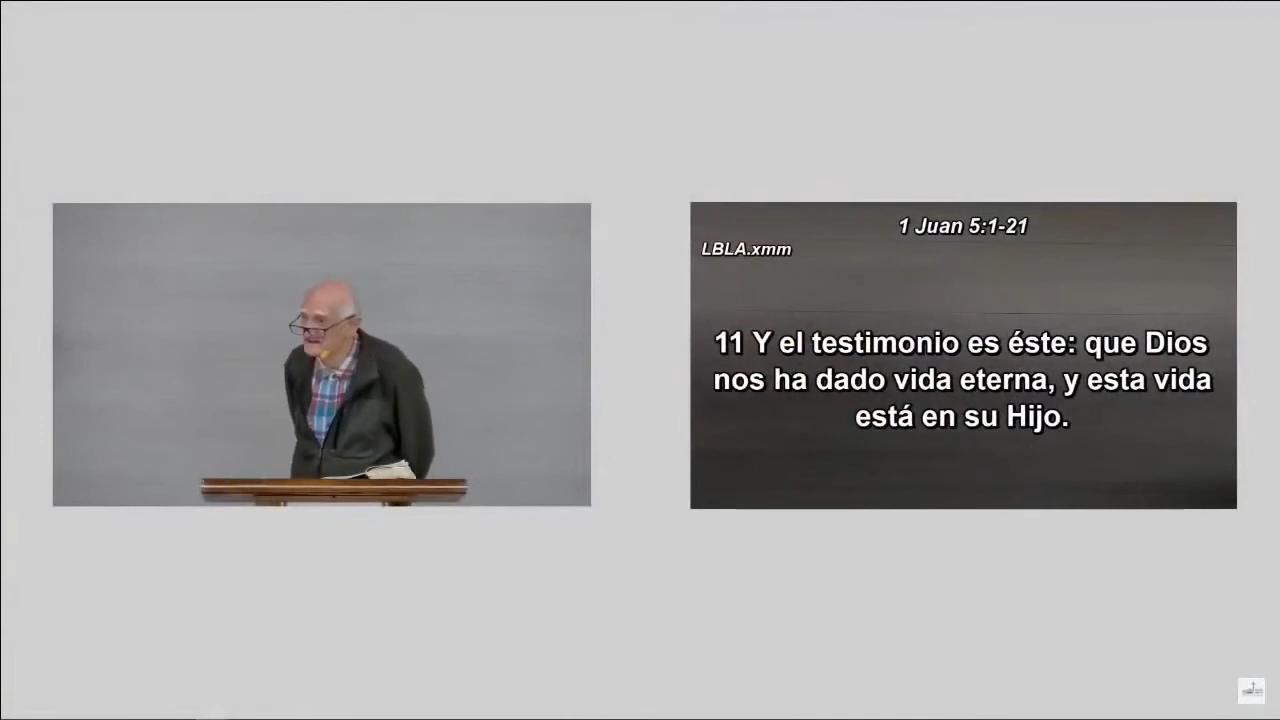 1 Juan 5:1-21
LBLA.xmm
11 Y el testimonio es éste: que Dios
nos ha dado vida eterna, y esta vida
está en su Hijo.